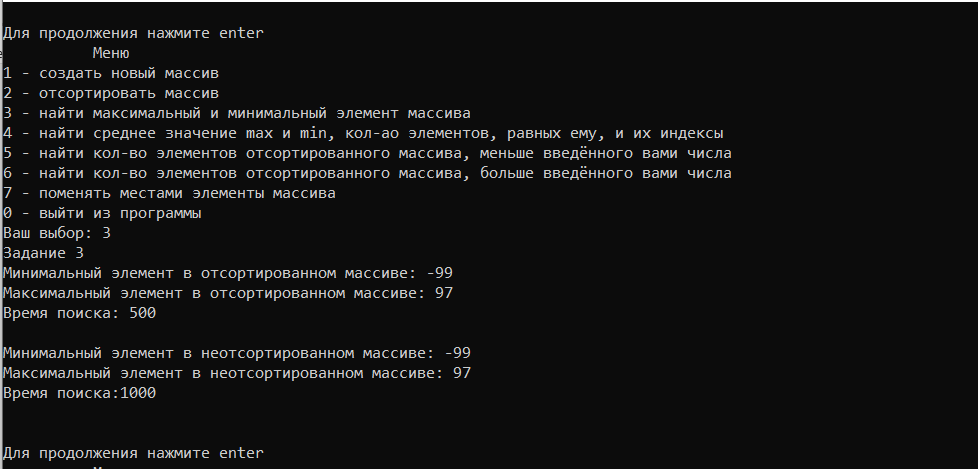 Для продолжения нажмите enter
Меню
1 - создать новый массив
2 - отсортировать массив
3 - найти максимальный и минимальный элемент массива
4 - найти среднее значение max и min, кол-ао элементов, равных ему, и их индексы
5 - найти кол-во элементов отсортированного массива, меньше введённого вами числа
6 - найти кол-во элементов отсортированного массива, больше введённого вами числа
7 - поменять местами элементы массива
0 - выйти из программы
Ваш выбор: 3
Задание 3
Минимальный элемент в отсортированном массиве: -99
Максимальный элемент в отсортированном массиве: 97
Время поиска: 500
Минимальный элемент в неотсортированном массиве: -99
Максимальный элемент в неотсортированном массиве: 97
Время поиска:1000
Для продолжения нажмите enter